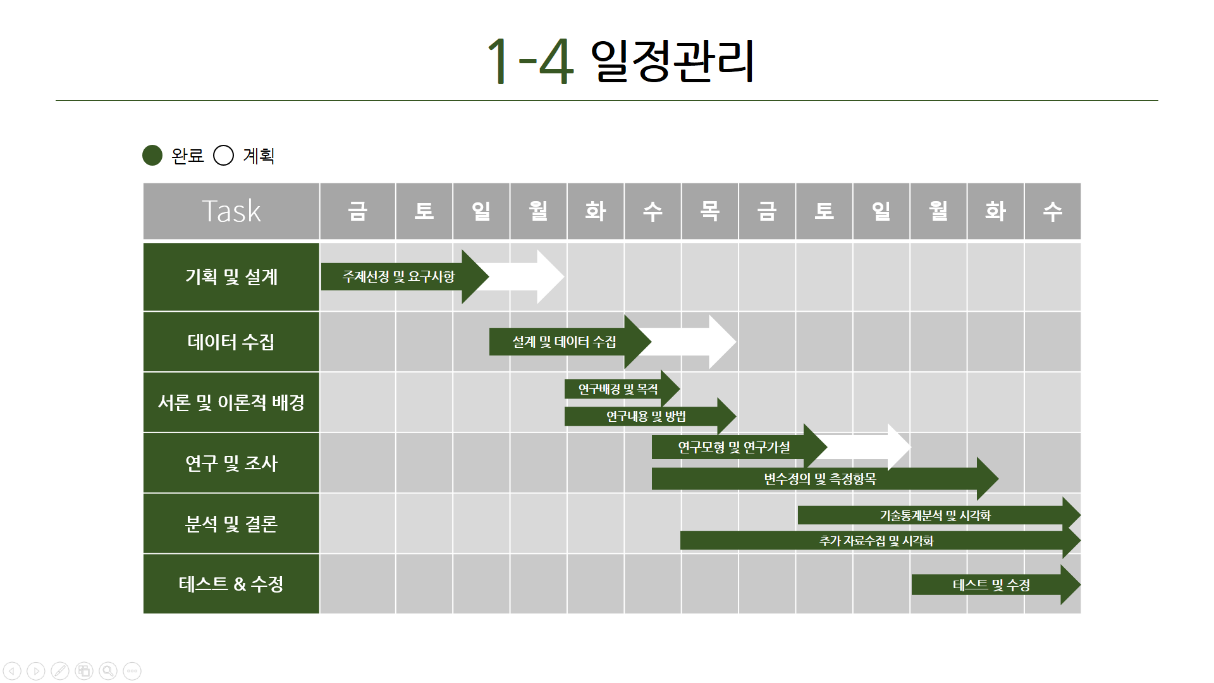 1-4 일정관리
완료 계획
Task 금 토 일 월 화 수 목 금 토 일 월 화 수
기획 및 설계 주제선정 및 요구사항
데이터 수집 설계 및 데이터 수집
서론 및 이론적 배경 연구배경 및 목적
연구내용 및 방법
연구 및 조사 연구모형 및 연구가설
변수정의 및 측정항목
분석 및 결론 기술통계분석 및 시각화
추가 자료수집 및 시각화
테스트 & 수정 테스트 및 수정